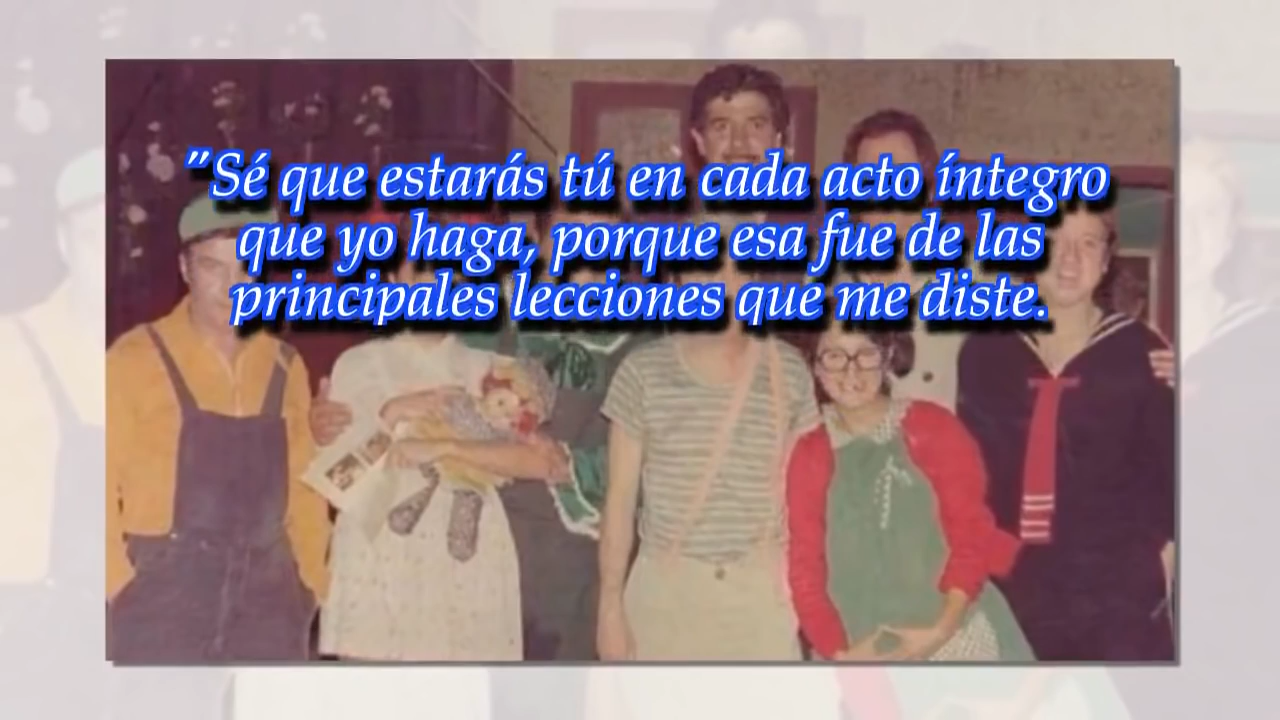 "Sé que estarás tú en cada acto íntegro
que yo haga, porque esa fue de las
principales lecciones que me diste.